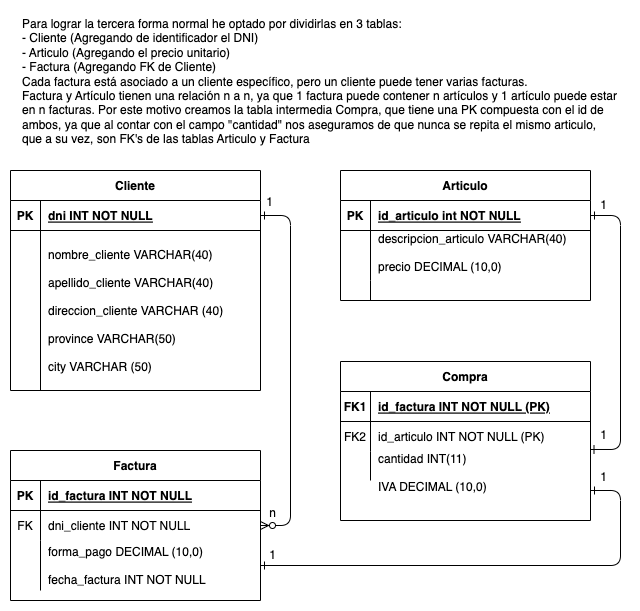 Para lograr la tercera forma normal he optado por dividirlas en 3 tablas:
- Cliente (Agregando de identificador el DNI)
- Articulo (Agregando el precio unitario)
- Factura (Agregando FK de Cliente)
Cada factura está asociado a un cliente específico, pero un cliente puede tener varias facturas.
Factura y Artículo tienen una relación n a n, ya que 1 factura puede contener n artículos y 1 artículo puede estar
en n facturas. Por este motivo creamos la tabla intermedia Compra, que tiene una PK compuesta con el id de
ambos, ya que al contar con el campo "cantidad" nos aseguramos de que nunca se repita el mismo articulo,
que a su vez, son FK's de las tablas Articulo y Factura
Cliente
PK dni INT NOT NULL
nombre_cliente VARCHAR(40)
apellido_cliente VARCHAR(40)
direccion_cliente VARCHAR (40)
province VARCHAR(50)
city VARCHAR (50)
1
Articulo
PK id_articulo int NOT NULL
descripcion_articulo VARCHAR(40)
precio DECIMAL (10,0)
1
Compra
FK1 id_factura INT NOT NULL (PK)
FK2 id_articulo INT NOT NULL (PK)
cantidad INT(11)
IVA DECIMAL (10,0)
1
1
Factura
PK id_factura INT NOT NULL
FK dni_cliente INT NOT NULL
forma_pago DECIMAL (10,0)
fecha_factura INT NOT NULL
n
1